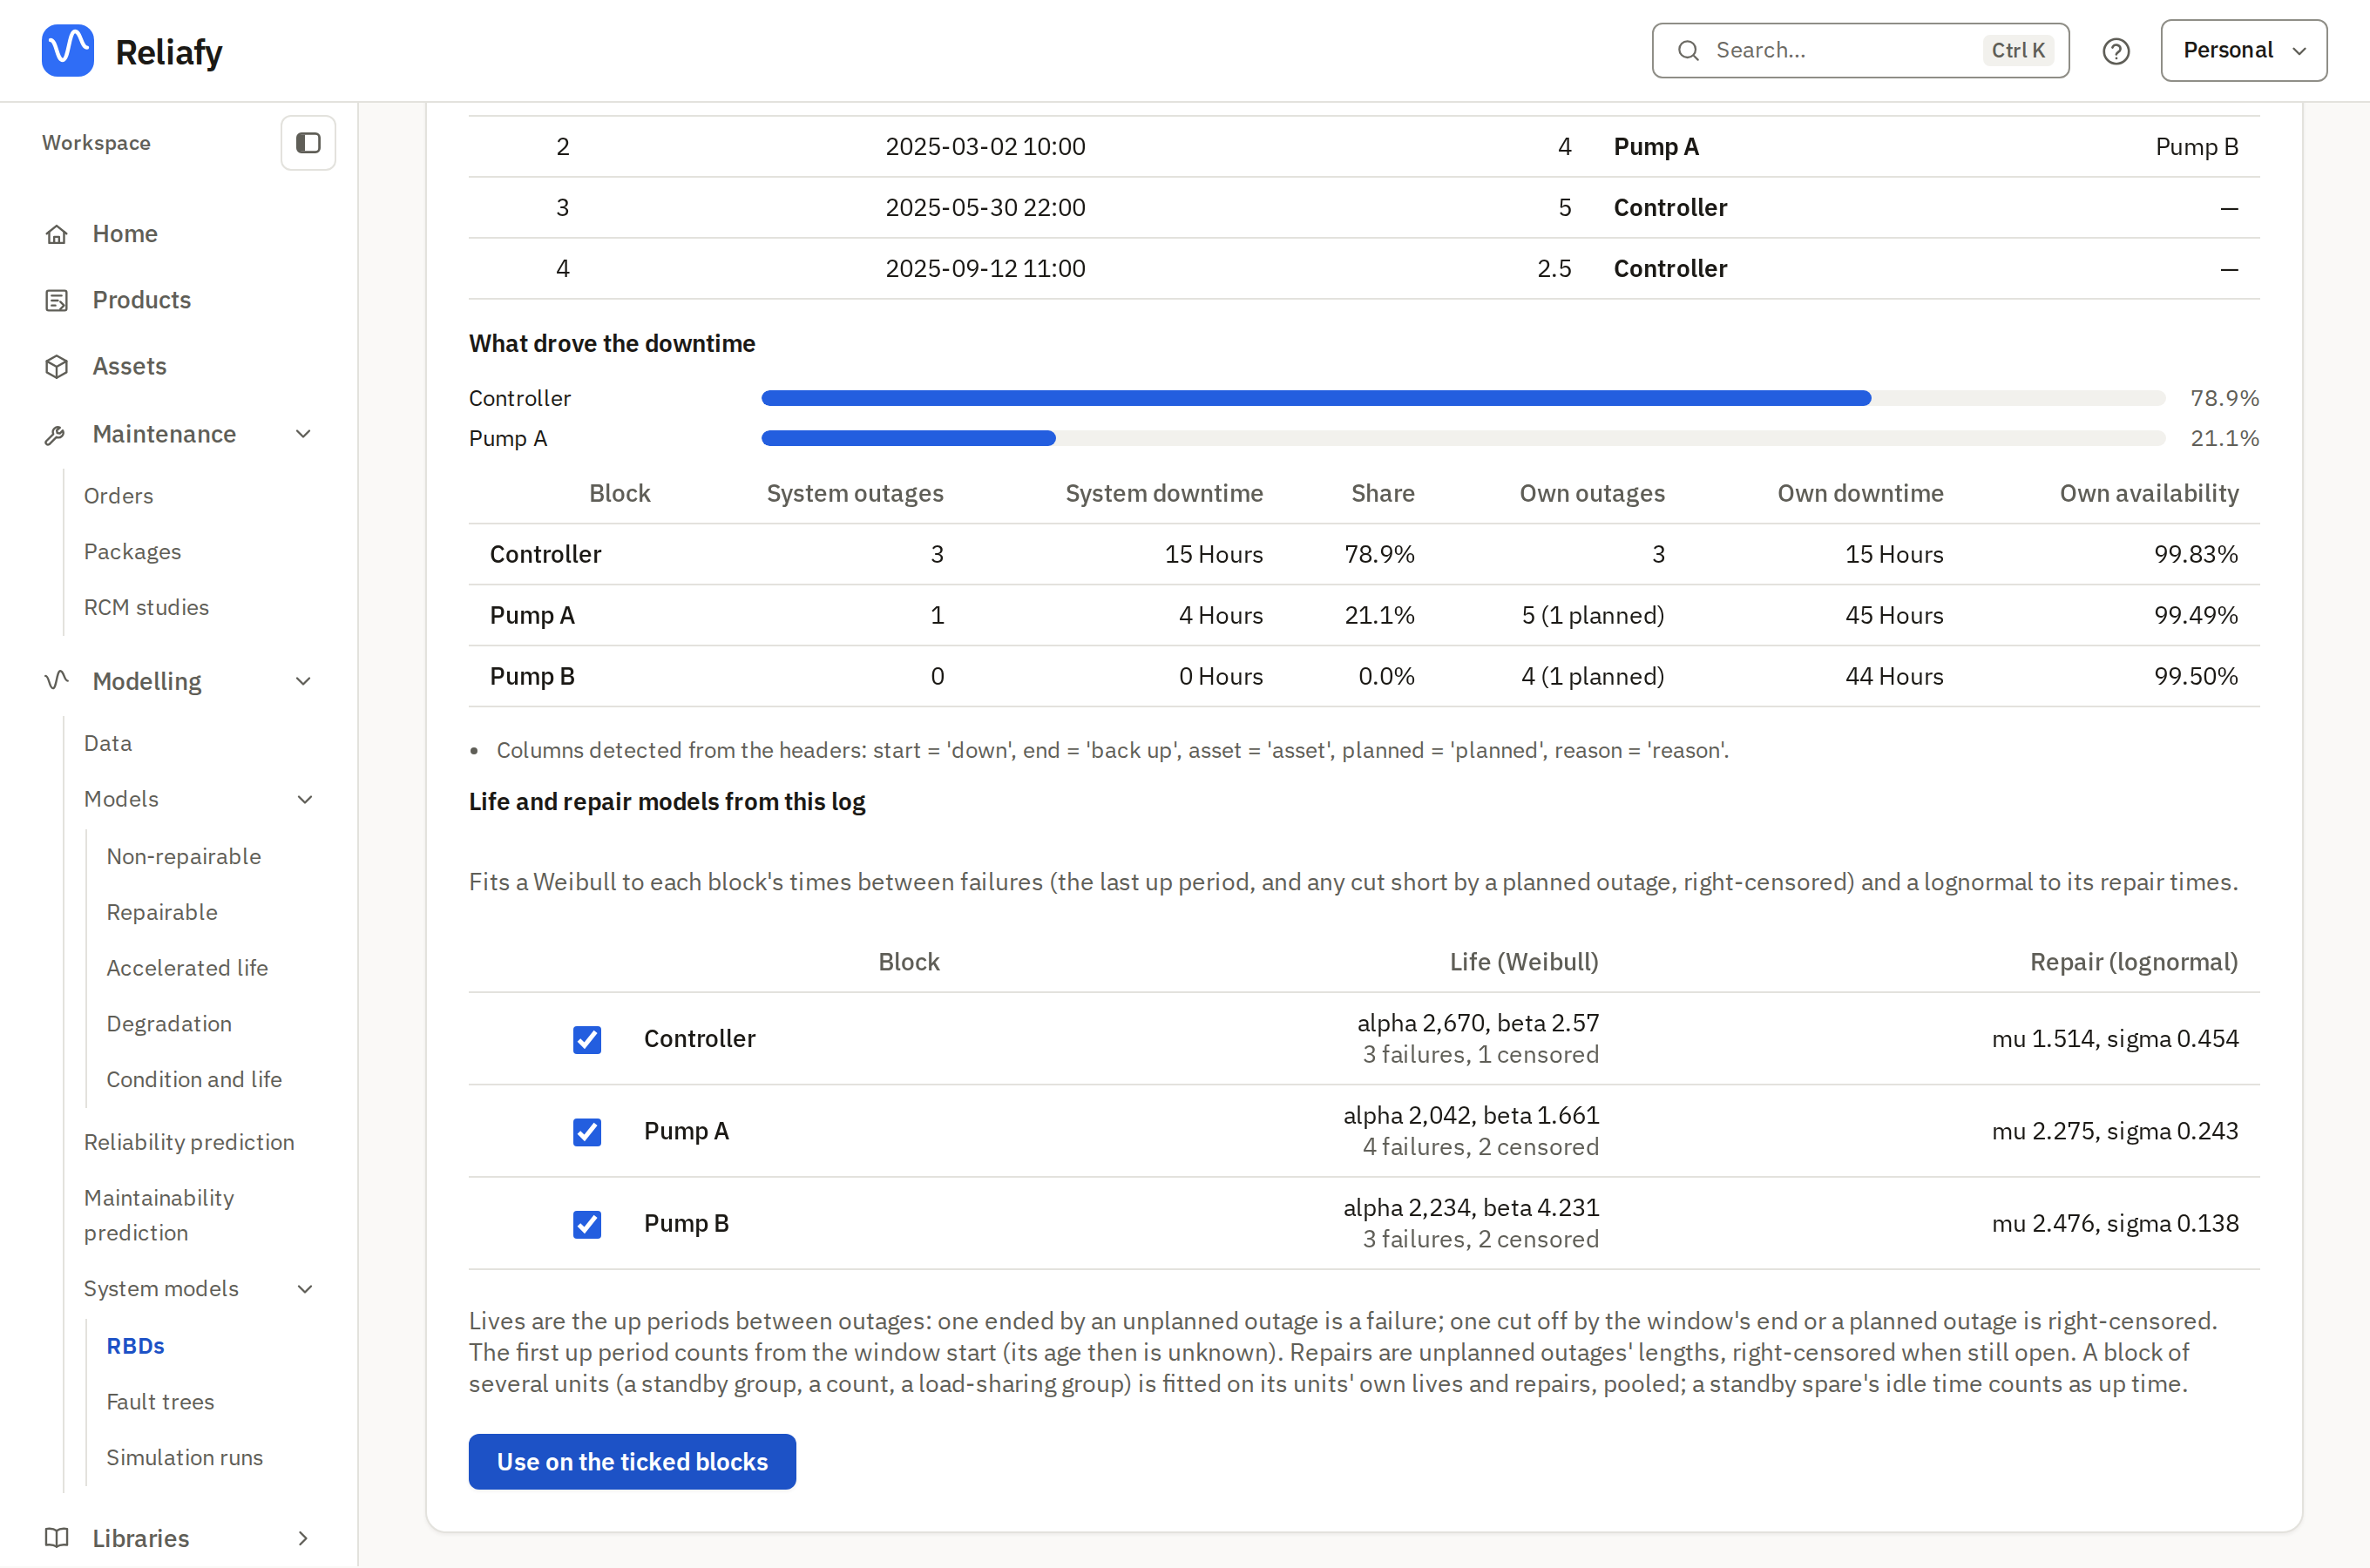 Reliafy
Search...
Ctrl K
Personal
Workspace
Home
Products
Assets
Maintenance
Orders
Packages
RCM studies
Modelling
Data
Models
Non-repairable
Repairable
Accelerated life
Degradation
Condition and life
Reliability prediction
Maintainability
prediction
System models
RBDs
Fault trees
Simulation runs
Libraries
2 2025-03-02 10:00 4 Pump A Pump B
3 2025-05-30 22:00 5 Controller —
4 2025-09-12 11:00 2.5 Controller —
What drove the downtime
Controller 78.9%
Pump A 21.1%
Block System outages System downtime Share Own outages Own downtime Own availability
Controller 3 15 Hours 78.9% 3 15 Hours 99.83%
Pump A 1 4 Hours 21.1% 5 (1 planned) 45 Hours 99.49%
Pump B 0 0 Hours 0.0% 4 (1 planned) 44 Hours 99.50%
• Columns detected from the headers: start = 'down', end = 'back up', asset = 'asset', planned = 'planned', reason = 'reason'.
Life and repair models from this log
Fits a Weibull to each block's times between failures (the last up period, and any cut short by a planned outage, right-censored) and a lognormal to its repair times.
Block Life (Weibull) Repair (lognormal)
Controller alpha 2,670, beta 2.57 mu 1.514, sigma 0.454
3 failures, 1 censored
Pump A alpha 2,042, beta 1.661 mu 2.275, sigma 0.243
4 failures, 2 censored
Pump B alpha 2,234, beta 4.231 mu 2.476, sigma 0.138
3 failures, 2 censored
Lives are the up periods between outages: one ended by an unplanned outage is a failure; one cut off by the window's end or a planned outage is right-censored.
The first up period counts from the window start (its age then is unknown). Repairs are unplanned outages' lengths, right-censored when still open. A block of
several units (a standby group, a count, a load-sharing group) is fitted on its units' own lives and repairs, pooled; a standby spare's idle time counts as up time.
Use on the ticked blocks